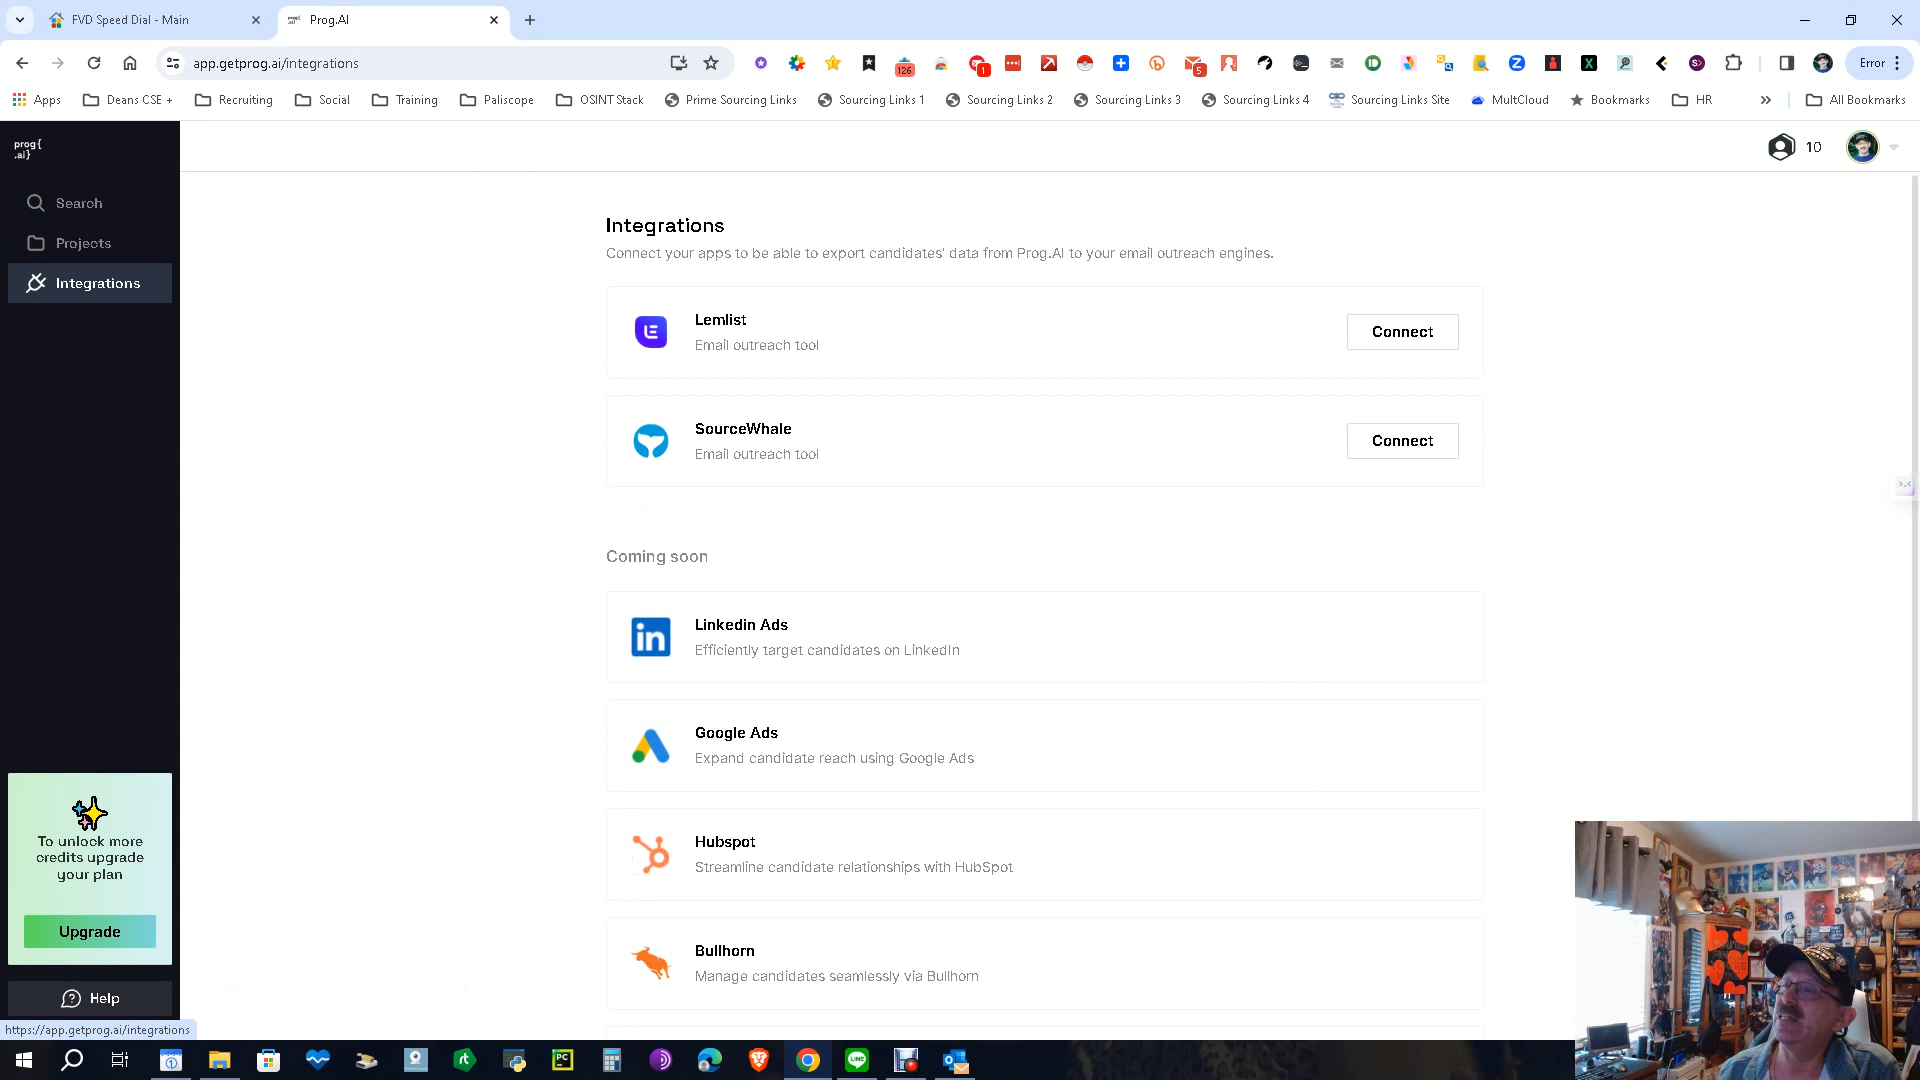 FVD Speed Dial - Main
Prog.AI
app.getprog.ai/integrations
126
1
5
Error
Apps
Deans CSE +
Recruiting
Social
Training
Paliscope
OSINT Stack
Prime Sourcing Links
Sourcing Links 1
Sourcing Links 2
Sourcing Links 3
Sourcing Links 4
Sourcing Links Site
MultCloud
Bookmarks
HR
All Bookmarks
prog{
.ai}
10
Search
Projects
Integrations
Integrations
Connect your apps to be able to export candidates' data from Prog.AI to your email outreach engines.
Lemlist
Email outreach tool
Connect
SourceWhale
Email outreach tool
Connect
Coming soon
Linkedin Ads
Efficiently target candidates on LinkedIn
Google Ads
Expand candidate reach using Google Ads
Hubspot
Streamline candidate relationships with HubSpot
Bullhorn
Manage candidates seamlessly via Bullhorn
To unlock more
credits upgrade
your plan
Upgrade
Help
https://app.getprog.ai/integrations